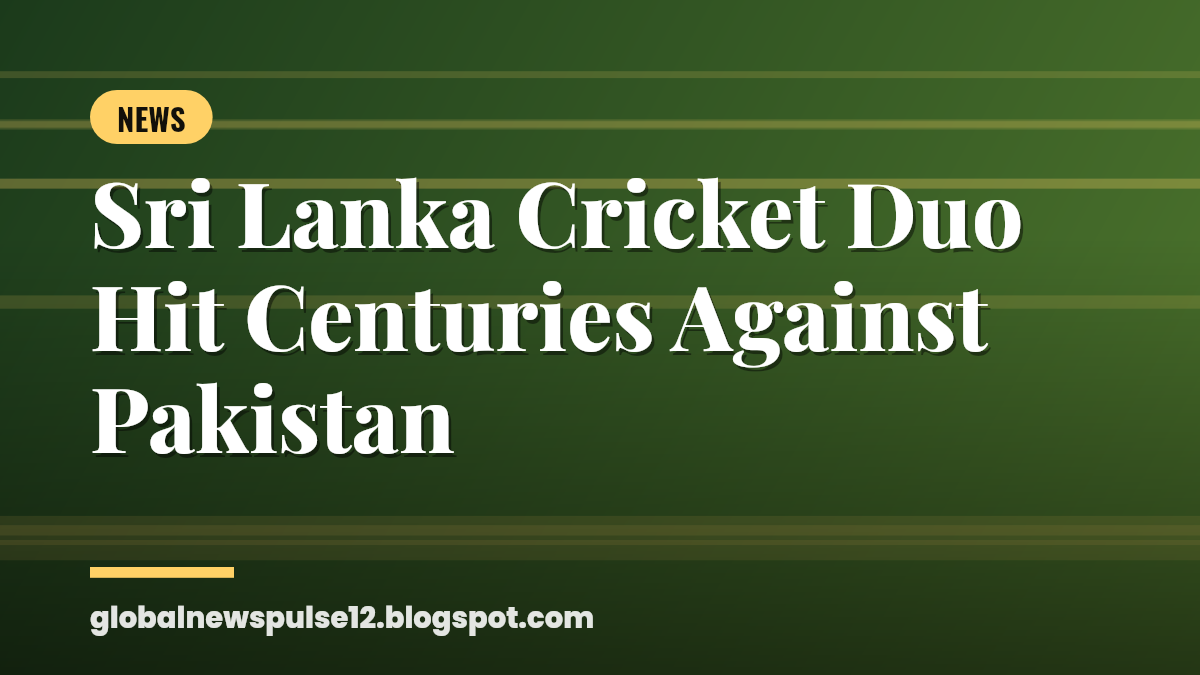 NEWS
Sri Lanka Cricket Duo
Hit Centuries Against
Pakistan
globalnewspulse12.blogspot.com